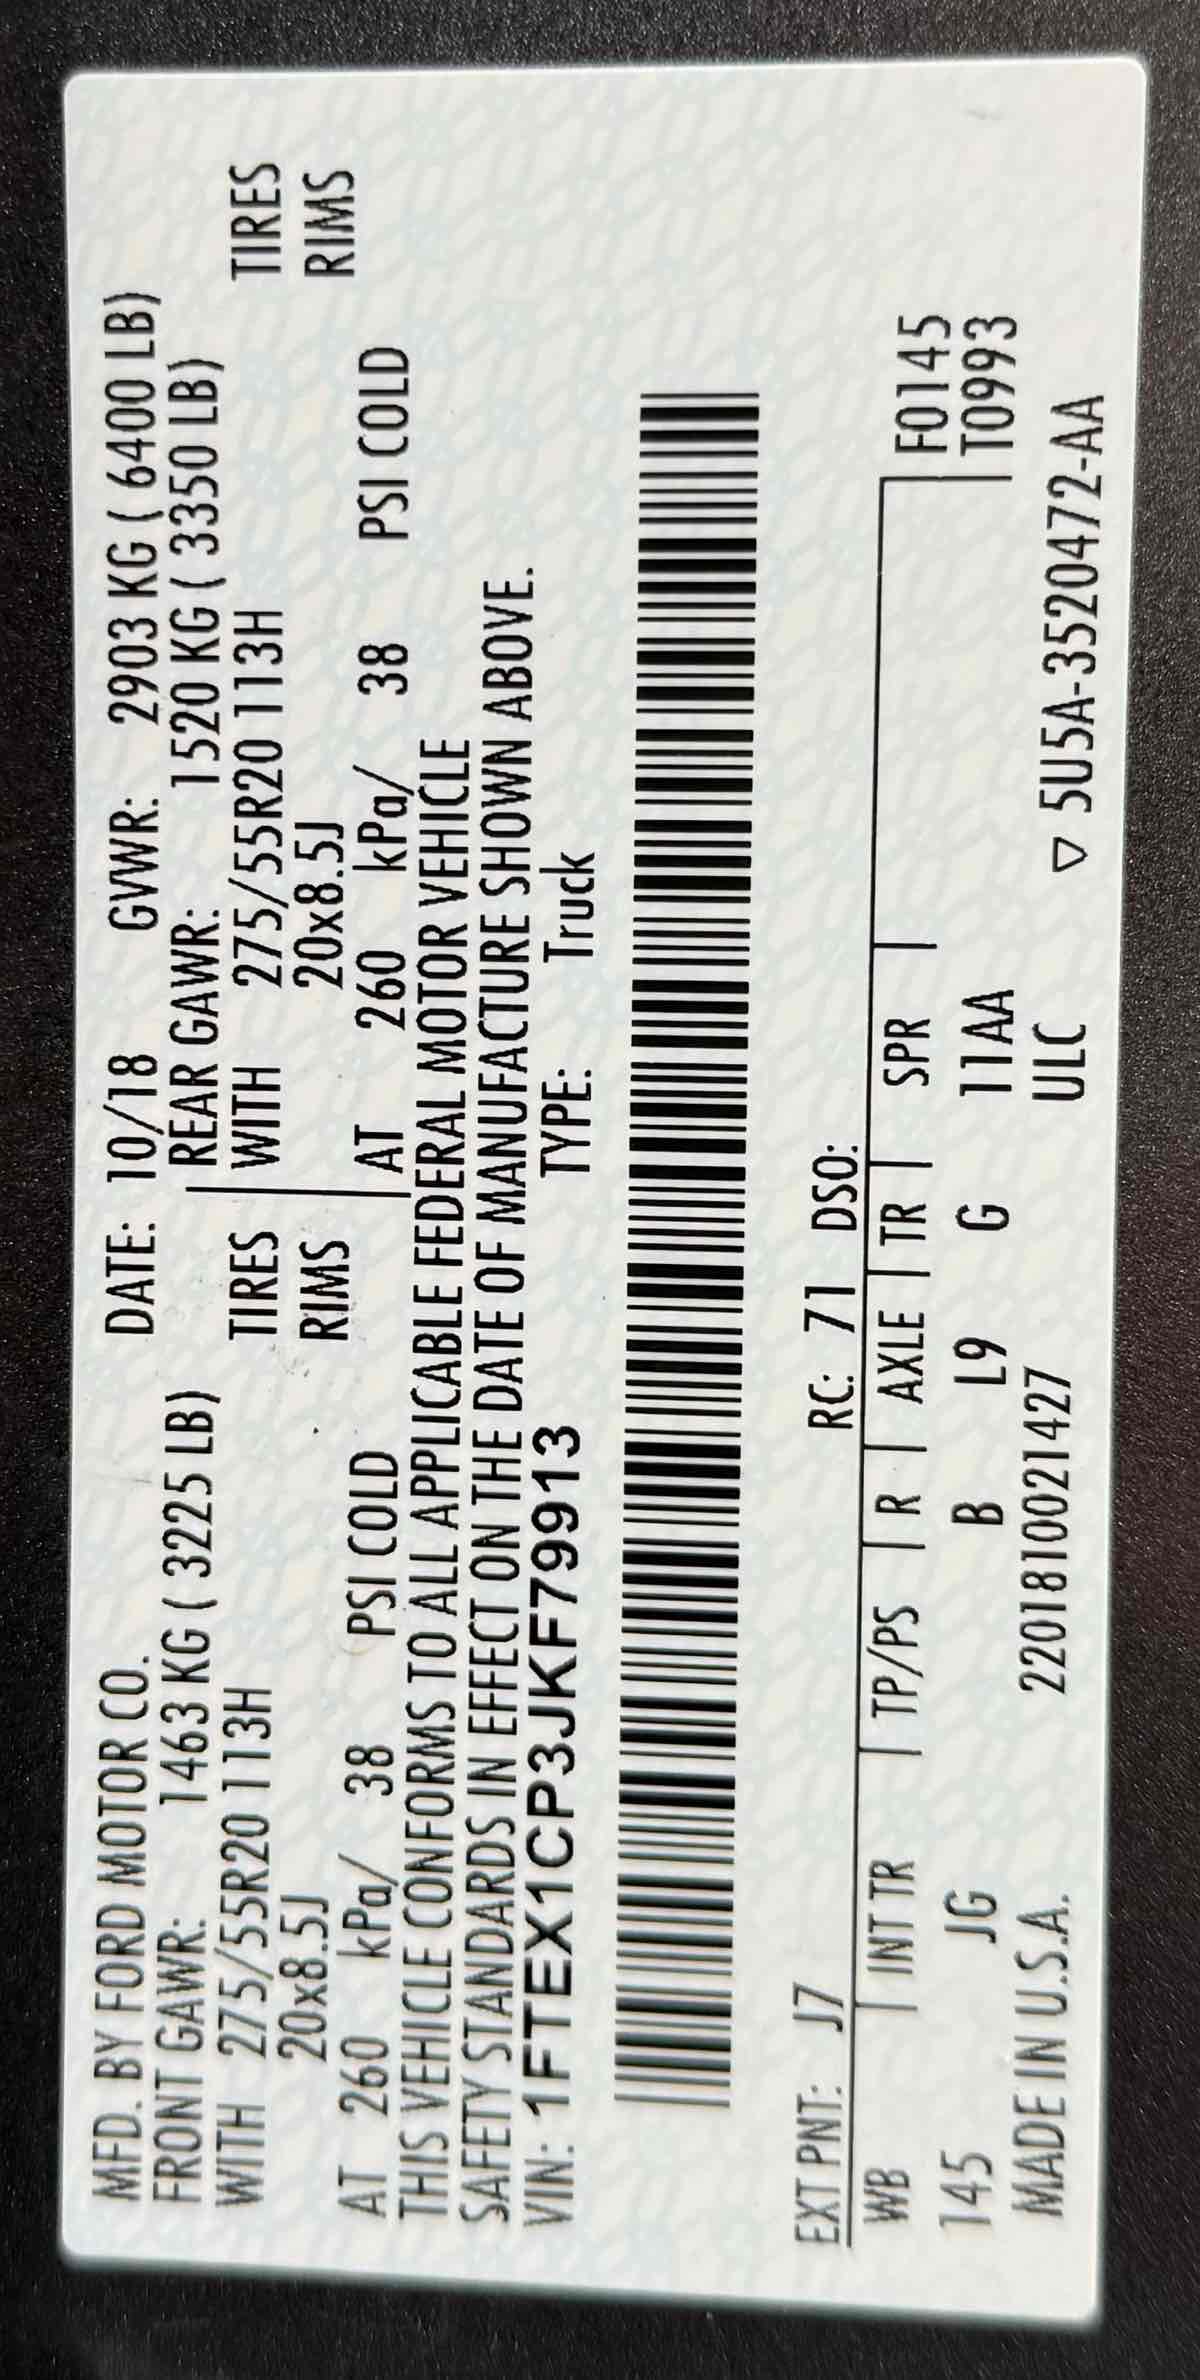 MFD. BY FORD MOTOR CO. DATE: 10/18 GVWR: 2903 KG ( 6400 LB)
FRONT GAWR: 1463 KG ( 3225 LB) REAR GAWR: 1520 KG ( 3350 LB)
WITH 275/55R20 113H TIRES WITH 275/55R20 113H TIRES
20x8.5J RIMS 20x8.5J RIMS
AT 260 kPa/ 38 PSI COLD AT 260 kPa/ 38 PSI COLD
THIS VEHICLE CONFORMS TO ALL APPLICABLE FEDERAL MOTOR VEHICLE
SAFETY STANDARDS IN EFFECT ON THE DATE OF MANUFACTURE SHOWN ABOVE.
VIN: 1FTEX1CP3JKF79913 TYPE: Truck
EXT PNT: J7 RC: 71 DSO:
WB INT TR TP/PS R AXLE TR SPR F0145
145 JG B L9 G 11AA T0993
MADE IN U.S.A. 220181002142​7 ULC
▽ 5U5A-3520472-AA